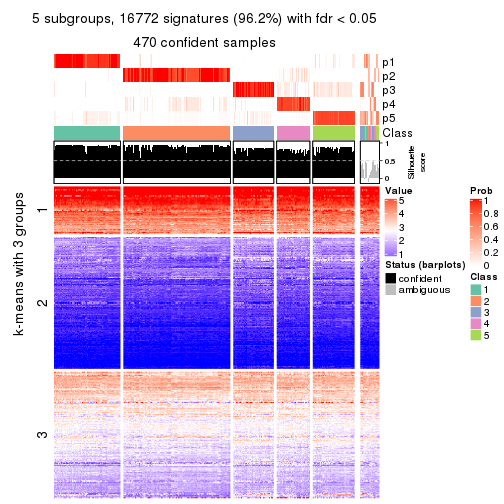 5 subgroups, 16772 signatures (96.2%) with fdr < 0.05
470 confident samples
p1
p2
p3
p4
p5
Class
1
0.5
0
Silhouette
score
k-means with 3 groups
1
2
3
Value
5
4
3
2
1
Status (barplots)
confident
ambiguous
Prob
1
0.8
0.6
0.4
0.2
0
Class
1
2
3
4
5